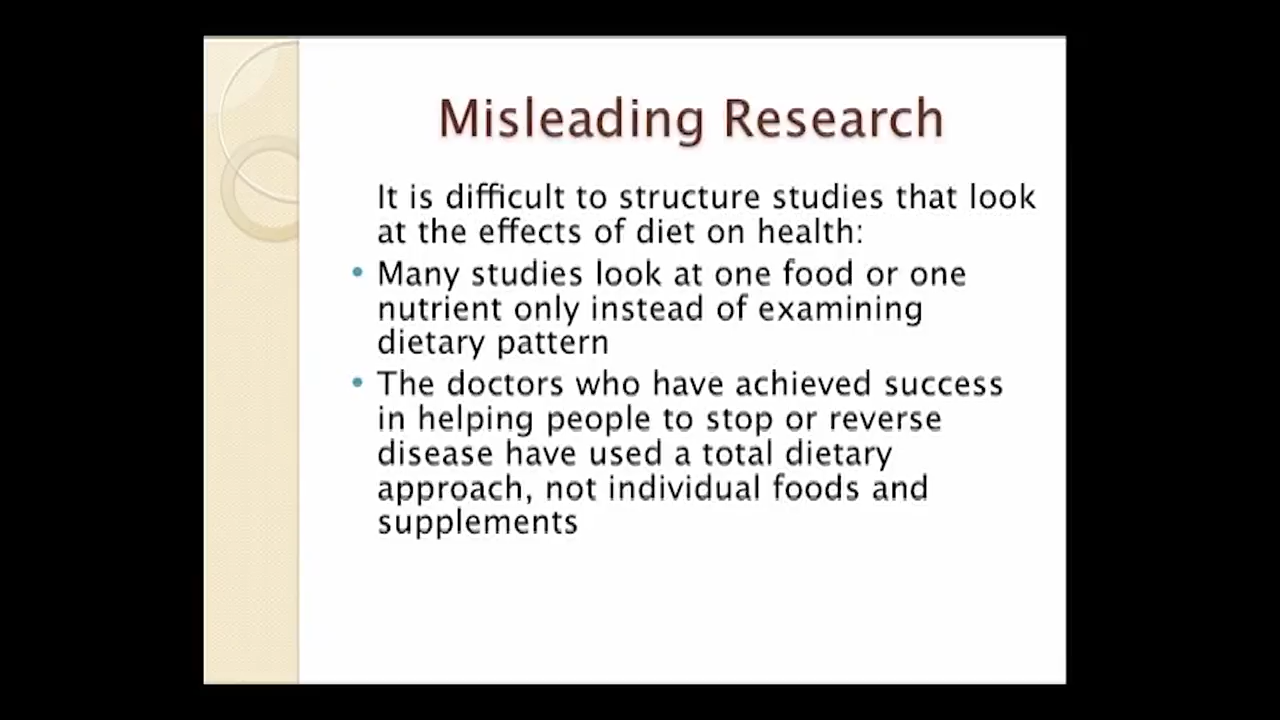 Misleading Research
It is difficult to structure studies that look
at the effects of diet on health:
• Many studies look at one food or one
nutrient only instead of examining
dietary pattern
• The doctors who have achieved success
in helping people to stop or reverse
disease have used a total dietary
approach, not individual foods and
supplements